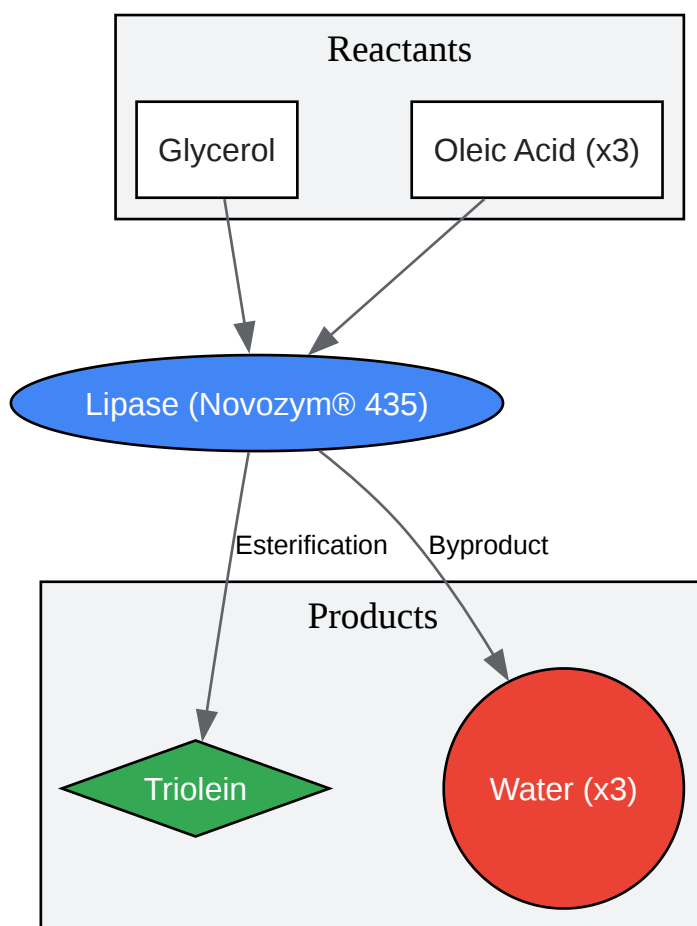 Reactants
Glycerol
Oleic Acid (x3)
Lipase (Novozym® 435)
Esterification
Byproduct
Products
Triolein
Water (x3)